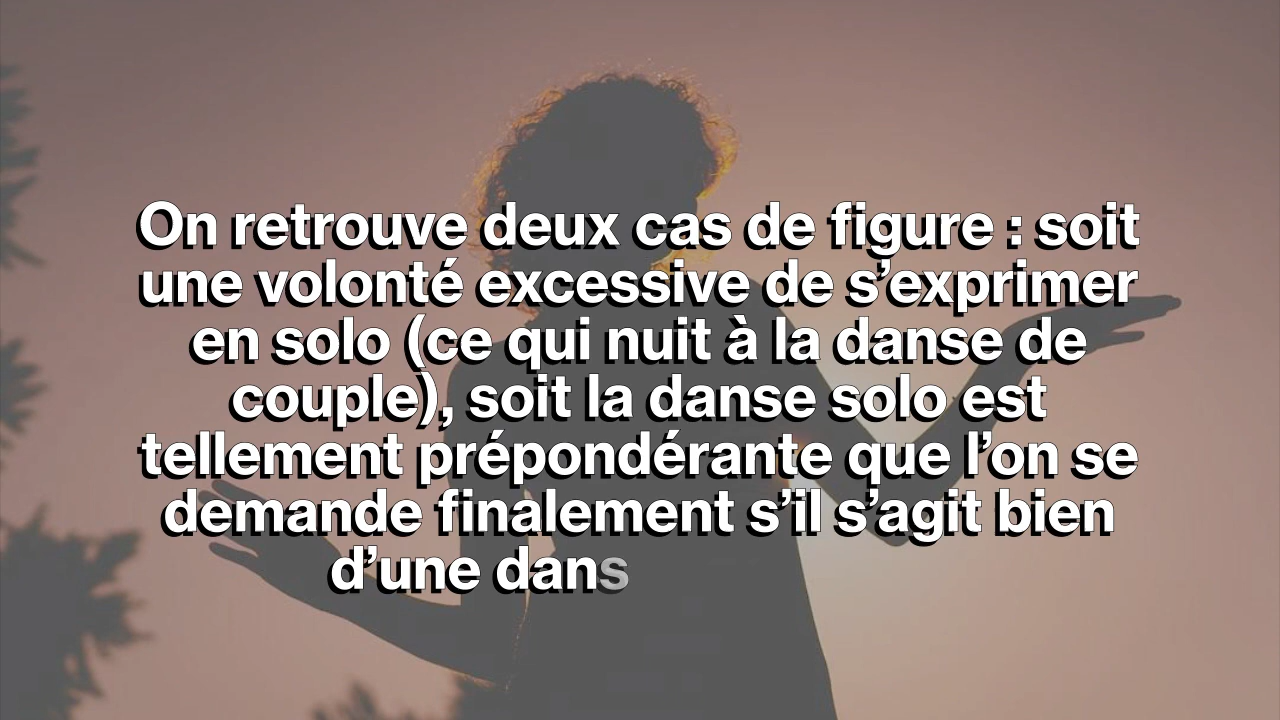 On retrouve deux cas de figure : soit
une volonté excessive de s’exprimer
en solo (ce qui nuit à la danse de
couple), soit la danse solo est
tellement prépondérante que l’on se
demande finalement s’il s’agit bien
d’une dans